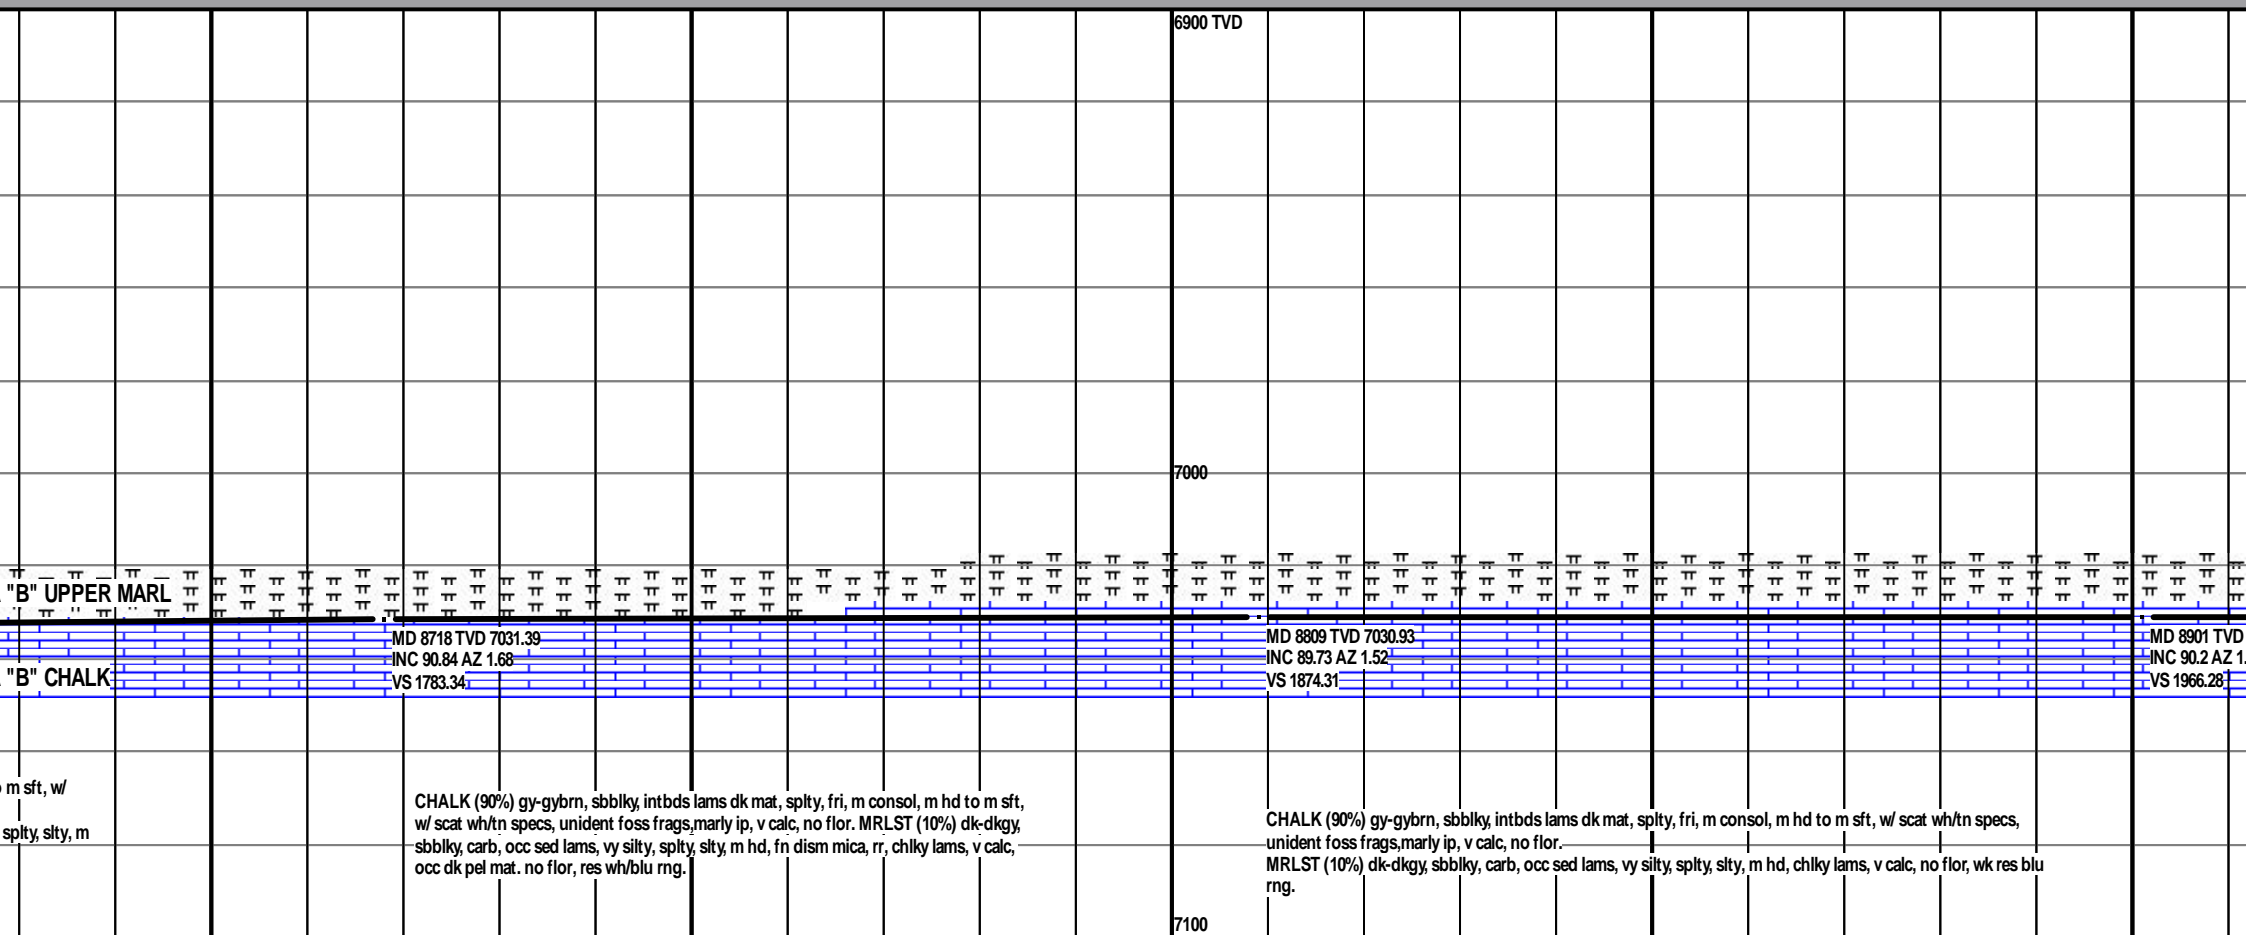 6900 TVD
7000
"B" UPPER MARL
"B" CHALK
MD 8718 TVD 7031.39
INC 90.84 AZ 1.68
VS 1783.34
MD 8809 TVD 7030.93
INC 89.73 AZ 1.52
VS 1874.31
MD 8901 TVD
INC 90.2 AZ 1.
VS 1966.28
m sft, w/
splty, slty, m
CHALK (90%) gy-gybrn, sbblky, intbds lams dk mat, splty, fri, m consol, m hd to m sft,
w/ scat wh/tn specs, unident foss frags,marly ip, v calc, no flor. MRLST (10%) dk-dkgy,
sbblky, carb, occ sed lams, vy silty, splty, slty, m hd, fn dism mica, rr, chlky lams, v calc,
occ dk pel mat. no flor, res wh/blu rng.
CHALK (90%) gy-gybrn, sbblky, intbds lams dk mat, splty, fri, m consol, m hd to m sft, w/ scat wh/tn specs,
unident foss frags,marly ip, v calc, no flor.
MRLST (10%) dk-dkgy, sbblky, carb, occ sed lams, vy silty, splty, slty, m hd, chlky lams, v calc, no flor, wk res blu
rng.
7100